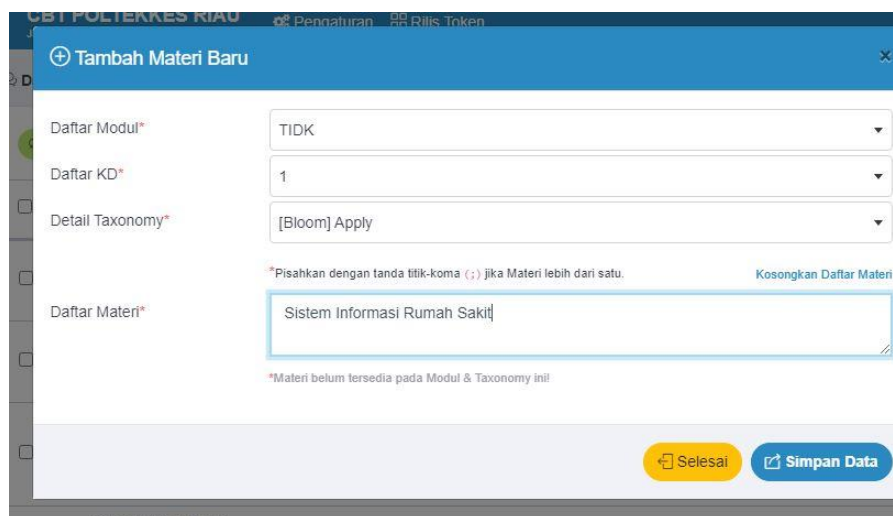 CBT POLTEKKES RIAU
Pengaturan Rilis Token
Tambah Materi Baru
Daftar Modul*
TIDK
Daftar KD*
1
Detail Taxonomy*
[Bloom] Apply
*Pisahkan dengan tanda titik-koma (;) jika Materi lebih dari satu.
Kosongkan Daftar Materi
Daftar Materi*
Sistem Informasi Rumah Sakit
*Materi belum tersedia pada Modul & Taxonomy ini!
Selesai
Simpan Data